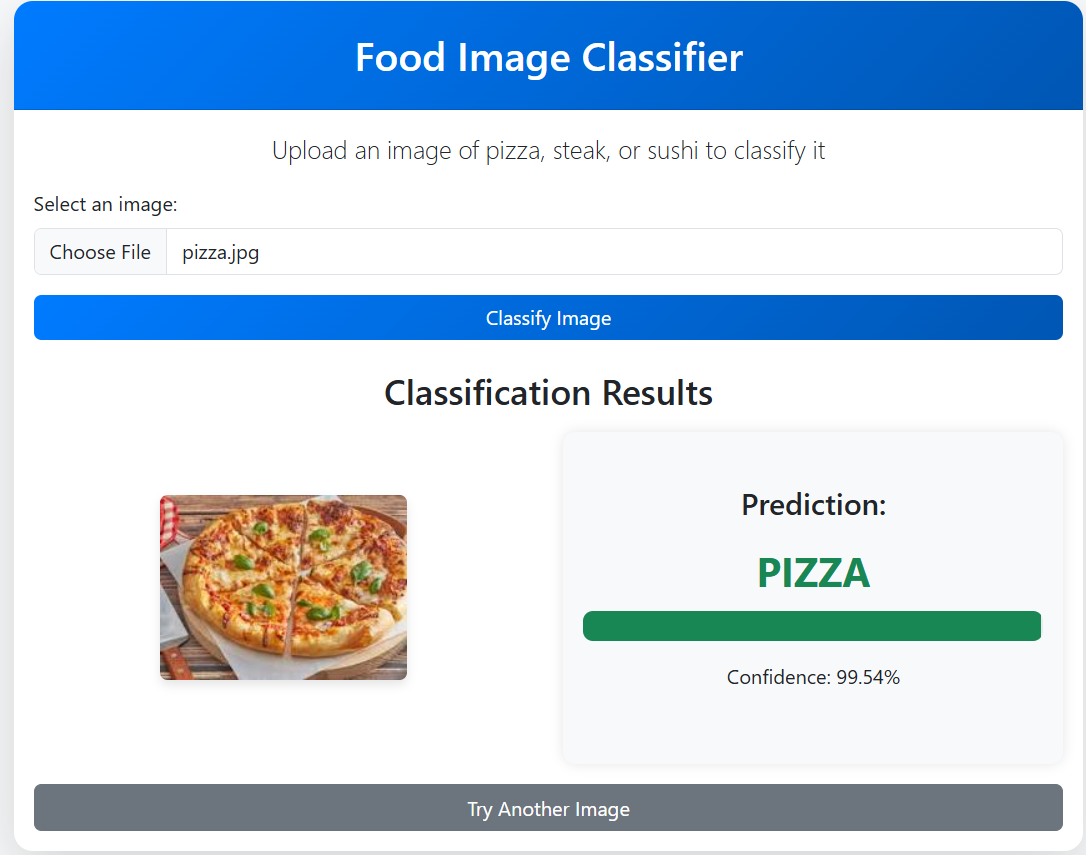 Food Image Classifier
Upload an image of pizza, steak, or sushi to classify it
Select an image:
Choose File pizza.jpg
Classify Image
Classification Results
Prediction:
PIZZA
Confidence: 99.54%
Try Another Image